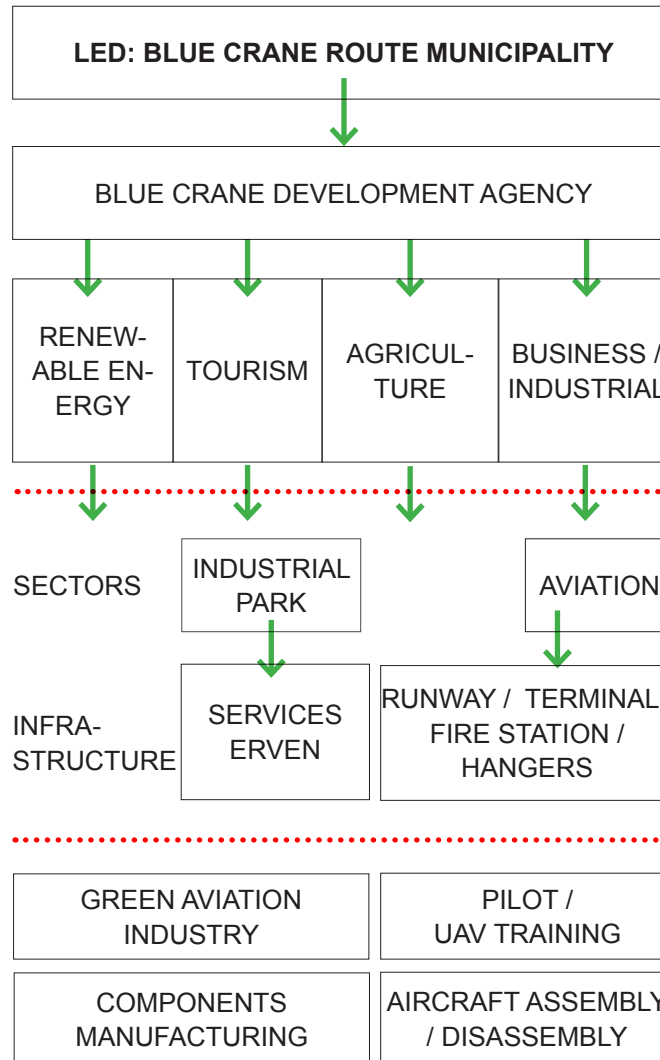 LED: BLUE CRANE ROUTE MUNICIPALITY
BLUE CRANE DEVELOPMENT AGENCY
RENEW-
ABLE EN-
ERGY
TOURISM
AGRICUL-
TURE
BUSINESS /
INDUSTRIAL
SECTORS
INDUSTRIAL
PARK
AVIATION
INFRA-
STRUCTURE
SERVICES
ERVEN
RUNWAY / TERMINAL
FIRE STATION /
HANGERS
GREEN AVIATION
INDUSTRY
PILOT /
UAV TRAINING
COMPONENTS
MANUFACTURING
AIRCRAFT ASSEMBLY
/ DISASSEMBLY